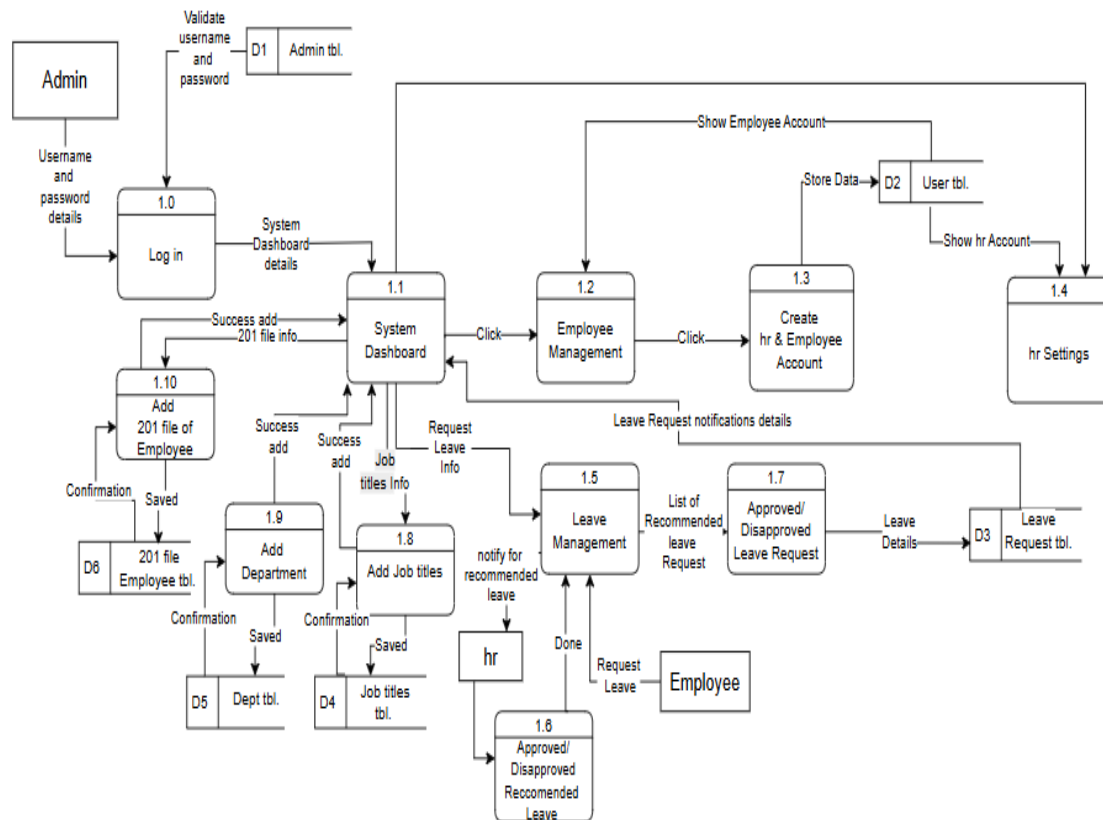 Validate
username
and
password
D1
Admin tbl.
Admin
Username
and
password
details
1.0
Log in
System
Dashboard
details
Show Employee Account
Store Data
D2
User tbl.
Show hr Account
1.1
System
Dashboard
Click
1.2
Employee
Management
Click
1.3
Create
hr & Employee
Account
1.4
hr Settings
Success add
201 file info
1.10
Add
201 file of
Employee
Confirmation
Saved
D6
201 file
Employee tbl.
Success
add
Success
add
Job
titles Info
Request
Leave
Info
Leave Request notifications details
1.9
Add
Department
Confirmation
Saved
D5
Dept tbl.
1.8
Add Job titles
Confirmation
Saved
D4
Job titles
tbl.
1.5
Leave
Management
List of
Recommended
leave
Request
1.7
Approved/
Disapproved
Leave Request
Leave
Details
D3
Leave
Request tbl.
notify for
recommended
leave
hr
Done
Request
Leave
Employee
1.6
Approved/
Disapproved
Reccomended
Leave